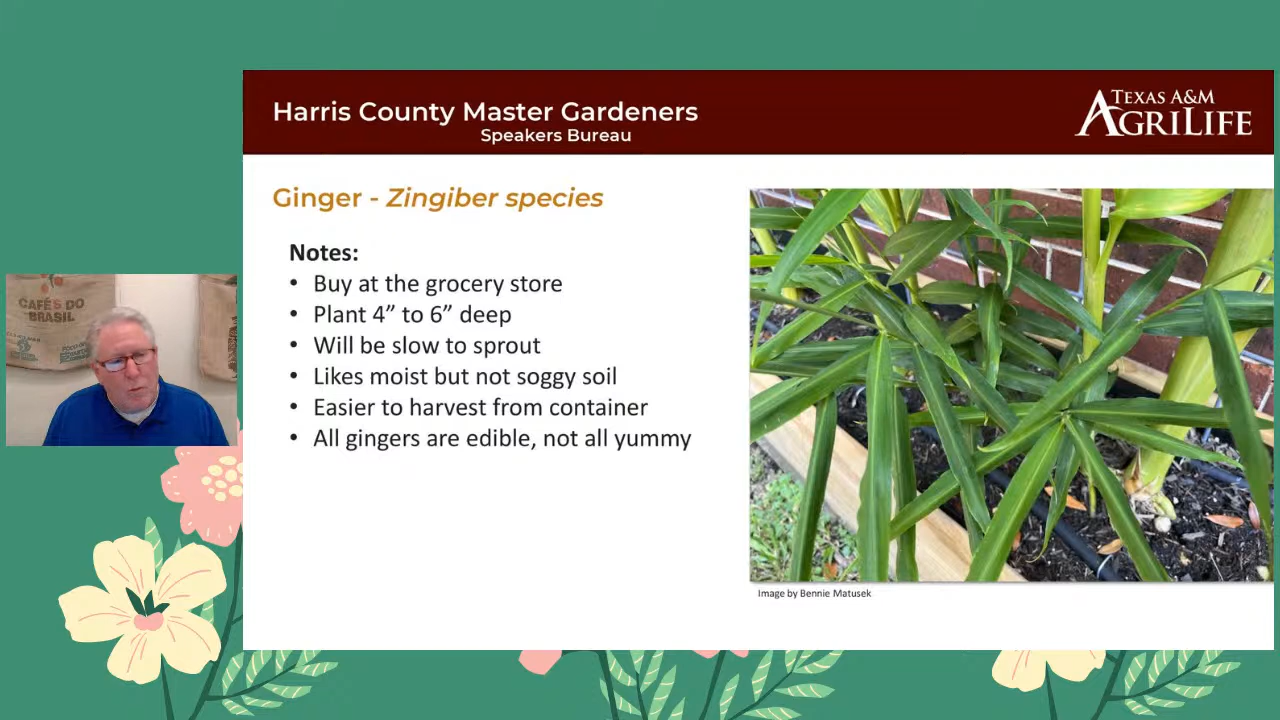 Harris County Master Gardeners
Speakers Bureau
TEXAS A&M
AGRILIFE
Ginger - Zingiber species
Notes:
• Buy at the grocery store
• Plant 4” to 6” deep
• Will be slow to sprout
• Likes moist but not soggy soil
• Easier to harvest from container
• All gingers are edible, not all yummy
Image by Bennie Matusek
CAFÉS DO
BRASIL